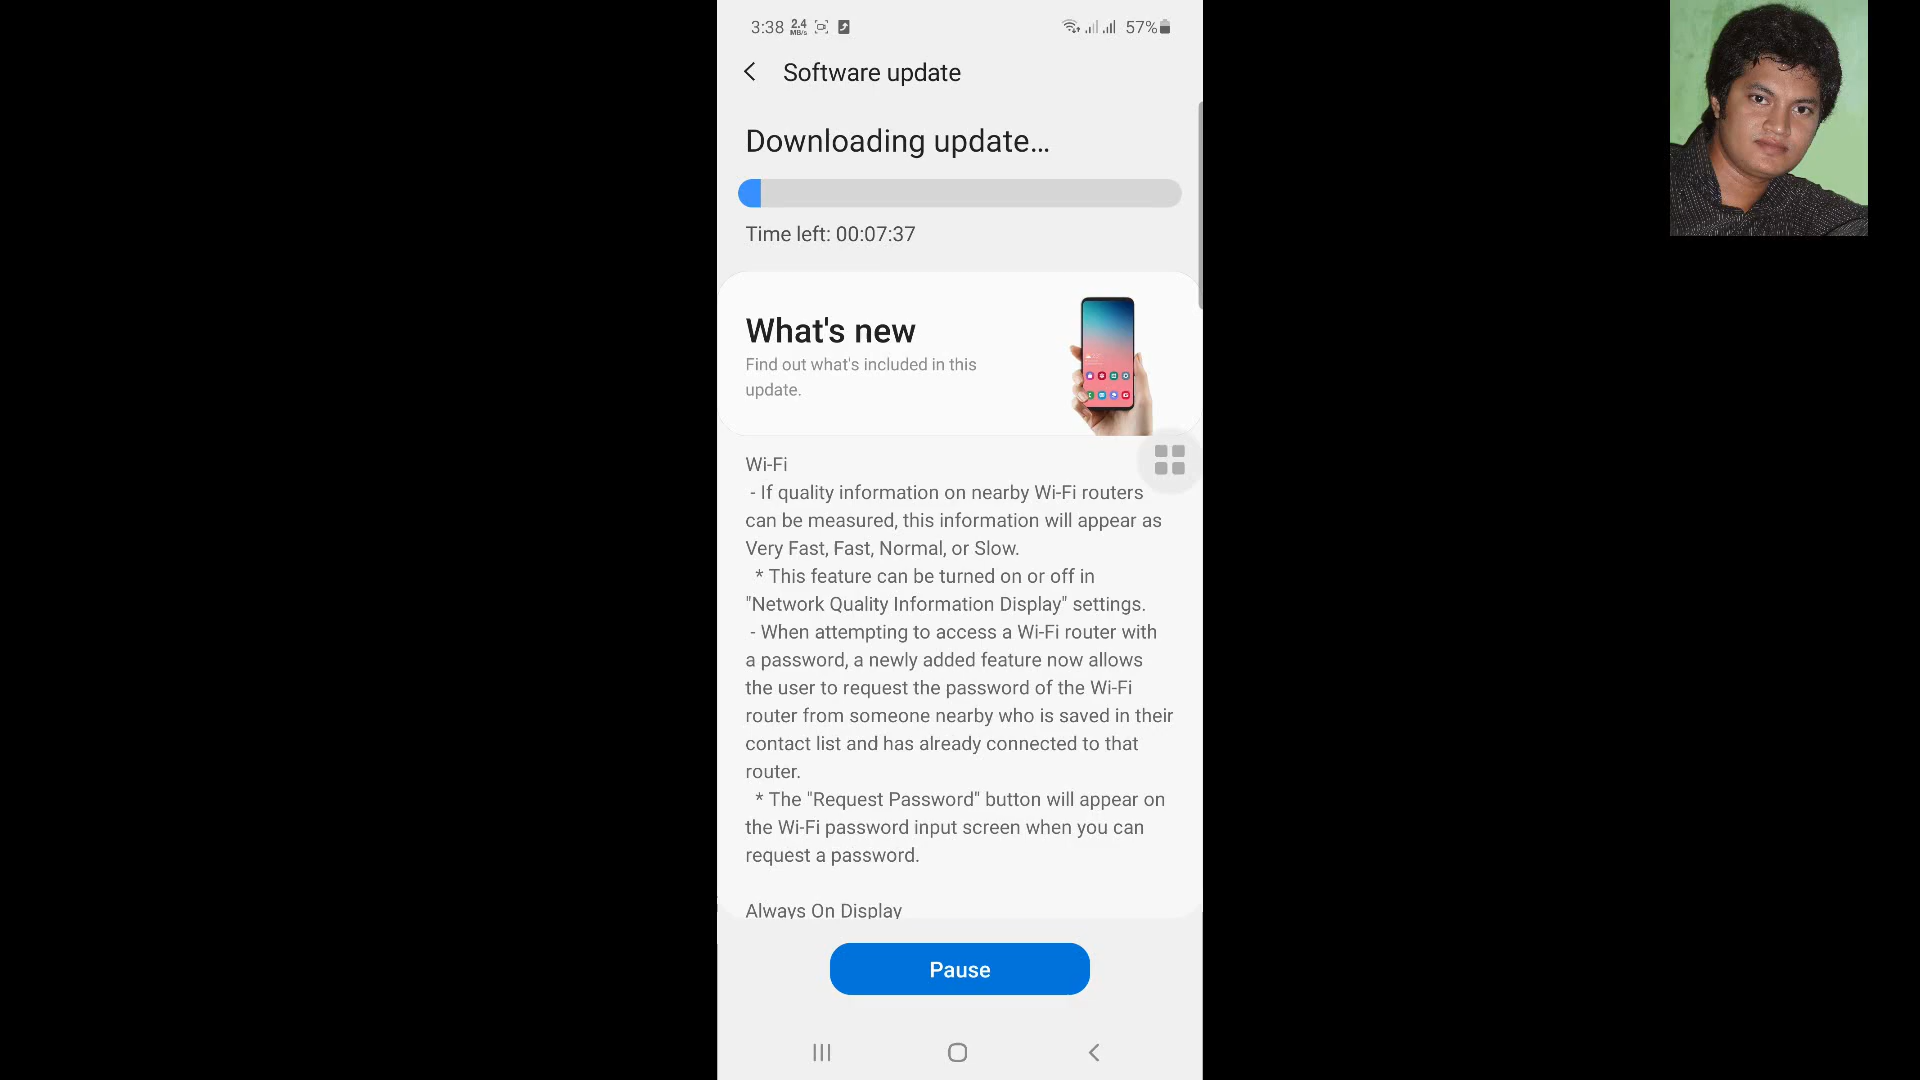 3:38 2.4 MB/s 57%
Software update
Downloading update...
Time left: 00:07:37
What's new
Find out what's included in this
update.
Wi-Fi
- If quality information on nearby Wi-Fi routers
can be measured, this information will appear as
Very Fast, Fast, Normal, or Slow.
* This feature can be turned on or off in
"Network Quality Information Display" settings.
- When attempting to access a Wi-Fi router with
a password, a newly added feature now allows
the user to request the password of the Wi-Fi
router from someone nearby who is saved in their
contact list and has already connected to that
router.
* The "Request Password" button will appear on
the Wi-Fi password input screen when you can
request a password.
Always On Display
Pause